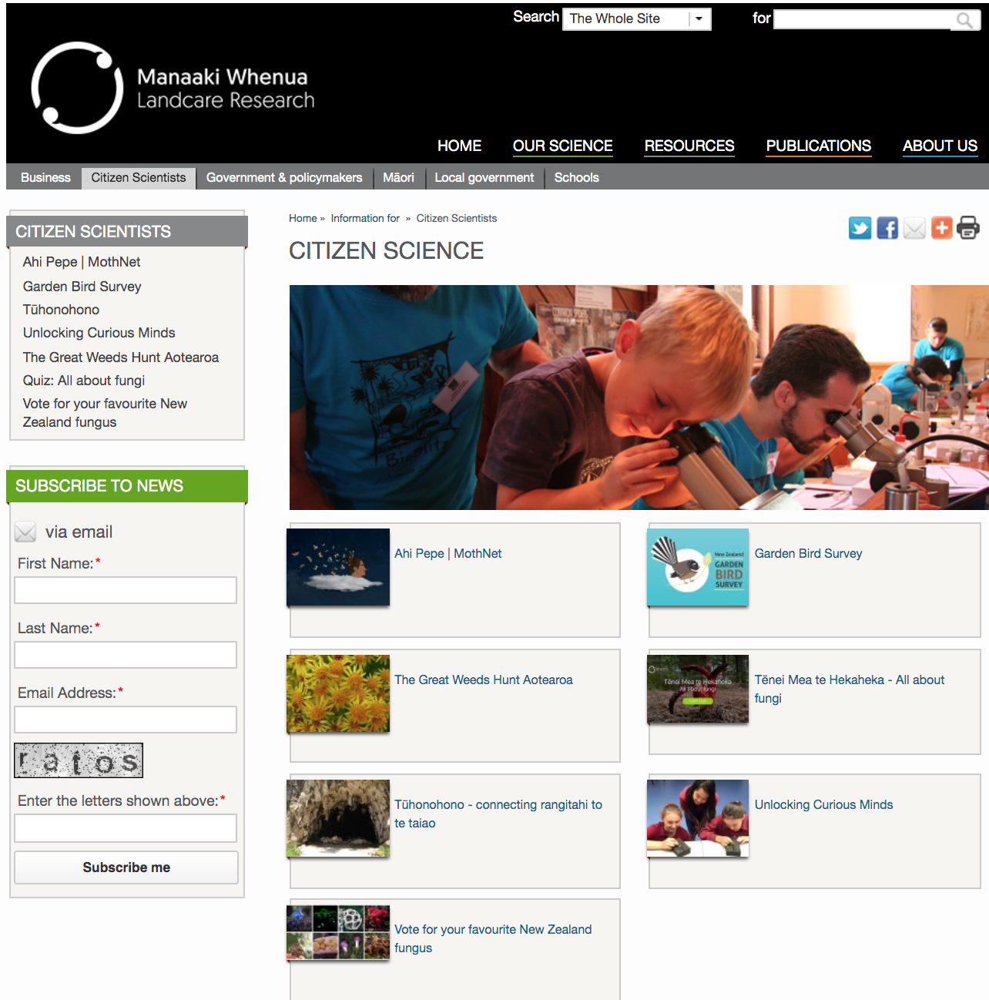 Search The Whole Site for
Manaaki Whenua
Landcare Research
HOME OUR SCIENCE RESOURCES PUBLICATIONS ABOUT US
Business Citizen Scientists Government & policymakers Māori Local government Schools
CITIZEN SCIENTISTS
Ahi Pepe | MothNet
Garden Bird Survey
Tūhonohono
Unlocking Curious Minds
The Great Weeds Hunt Aotearoa
Quiz: All about fungi
Vote for your favourite New
Zealand fungus
SUBSCRIBE TO NEWS
via email
First Name:*
Last Name:*
Email Address:*
ratos
Enter the letters shown above:*
Subscribe me
Home » Information for » Citizen Scientists
CITIZEN SCIENCE
BioBlitz
Ahi Pepe | MothNet
New Zealand
GARDEN
BIRD
SURVEY
Garden Bird Survey
The Great Weeds Hunt Aotearoa
Tēnei Mea te Hekaheka
All about fungi
Tēnei Mea te Hekaheka - All about
fungi
Tūhonohono - connecting rangitahi to
te taiao
Unlocking Curious Minds
Vote for your favourite New Zealand
fungus